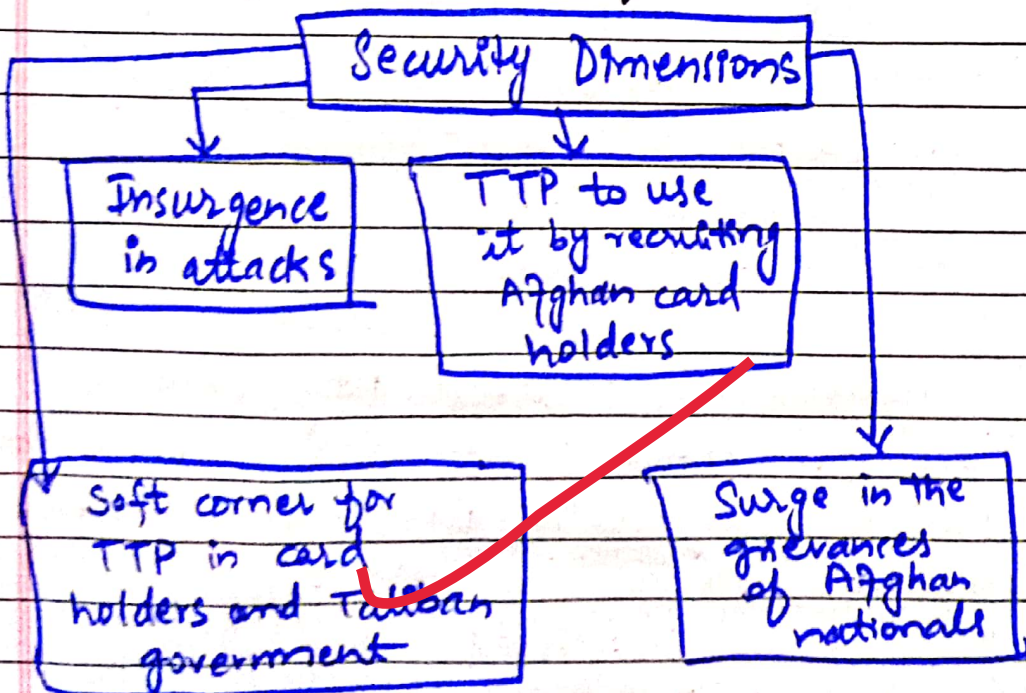 Security Dimensions
Insurgence
in attacks
TTP to use
it by recruiting
Afghan card
holders
Soft corner for
TTP in card
holders and Taliban
government
Surge in the
grievances
of Afghan
nationals